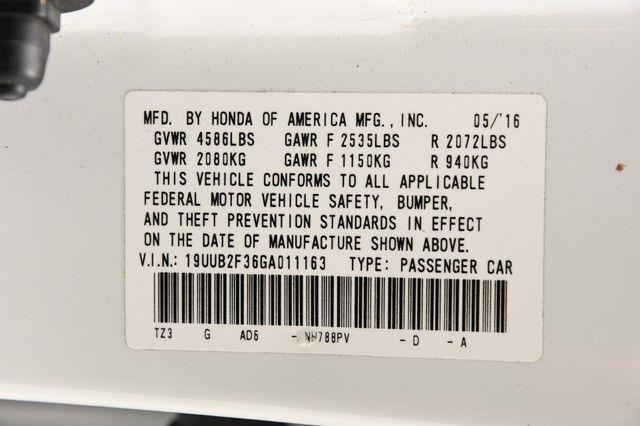 MFD. BY HONDA OF AMERICA MFG., INC. 05/'16
GVWR 4586LBS GAWR F 2535LBS R 2072LBS
GVWR 2080KG GAWR F 1150KG R 940KG
THIS VEHICLE CONFORMS TO ALL APPLICABLE
FEDERAL MOTOR VEHICLE SAFETY, BUMPER,
AND THEFT PREVENTION STANDARDS IN EFFECT
ON THE DATE OF MANUFACTURE SHOWN ABOVE.
V.I.N.: 19UUB2F36GA011163 TYPE: PASSENGER CAR
TZ3 G AD6 - NH788PV - D - A